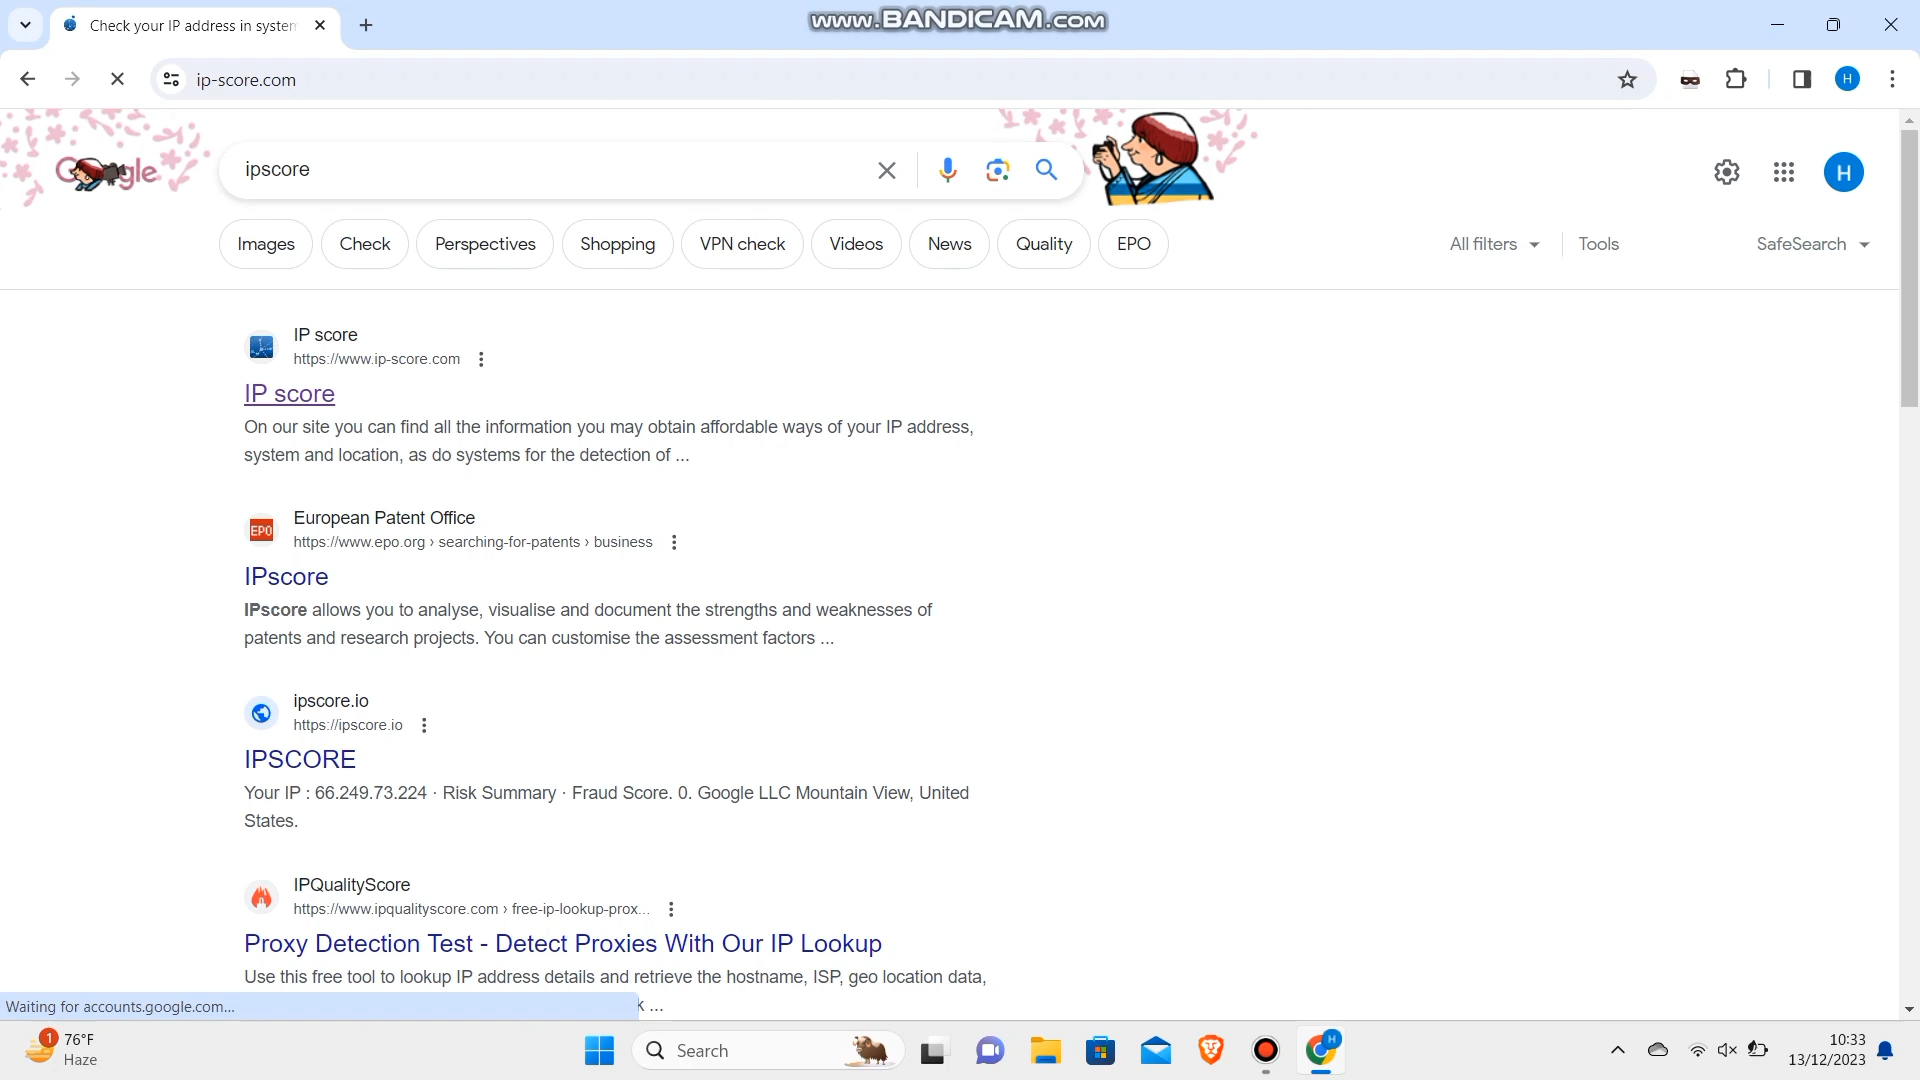 Check your IP address in system
www.BANDICAM.com
ip-score.com
H
Google
ipscore
H
Images
Check
Perspectives
Shopping
VPN check
Videos
News
Quality
EPO
All filters
Tools
SafeSearch
IP score
https://www.ip-score.com
IP score
On our site you can find all the information you may obtain affordable ways of your IP address,
system and location, as do systems for the detection of ...
EPO
European Patent Office
https://www.epo.org › searching-for-patents › business
IPscore
IPscore allows you to analyse, visualise and document the strengths and weaknesses of
patents and research projects. You can customise the assessment factors ...
ipscore.io
https://ipscore.io
IPSCORE
Your IP : 66.249.73.224 · Risk Summary · Fraud Score. 0. Google LLC Mountain View, United
States.
IPQualityScore
https://www.ipqualityscore.com › free-ip-lookup-prox...
Proxy Detection Test - Detect Proxies With Our IP Lookup
Use this free tool to lookup IP address details and retrieve the hostname, ISP, geo location data,
...
Waiting for accounts.google.com...
1
76°F
Haze
Search
H
10:33
13/12/2023